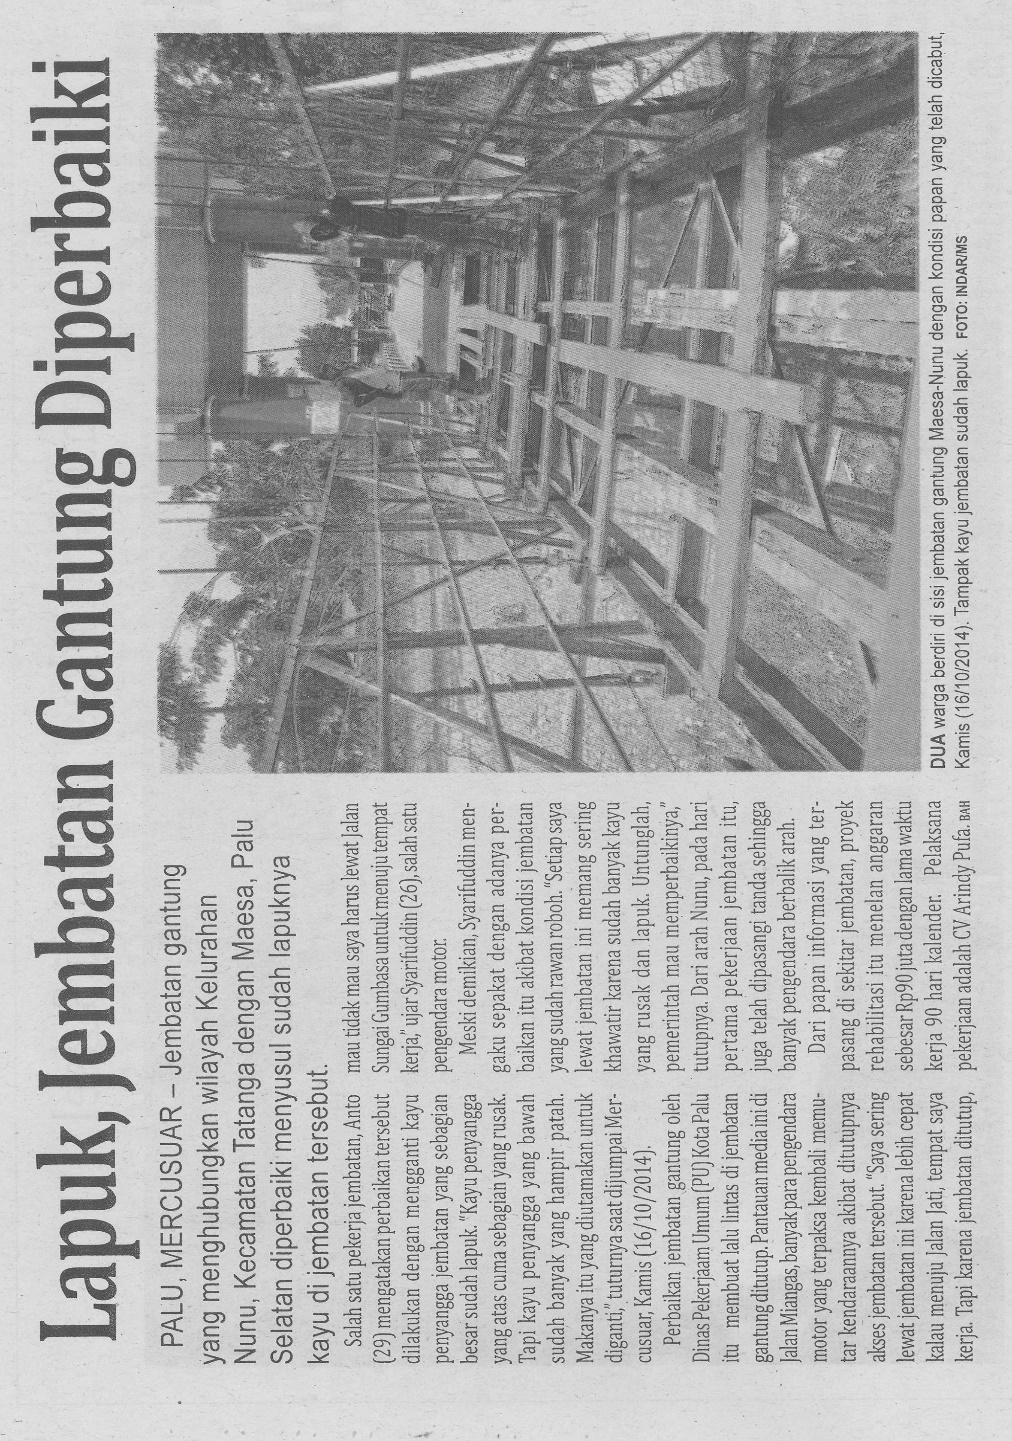 Lapuk, Jembatan Gantung Diperbaiki
PALU, MERCUSUAR – Jembatan gantung
yang menghubungkan wilayah Kelurahan
Nunu, Kecamatan Tatanga dengan Maesa, Palu
Selatan diperbaiki menyusul sudah lapuknya
kayu di jembatan tersebut.
Salah satu pekerja jembatan, Anto
(29) mengatakan perbaikan tersebut
dilakukan dengan mengganti kayu
penyangga jembatan yang sebagian
besar sudah lapuk. “Kayu penyangga
yang atas cuma sebagian yang rusak.
Tapi kayu penyangga yang bawah
sudah banyak yang hampir patah.
Makanya itu yang diutamakan untuk
diganti,” tuturnya saat dijumpai Mer-
cusuar, Kamis (16/10/2014).
Perbaikan jembatan gantung oleh
Dinas Pekerjaam Umum (PU) Kota Palu
itu membuat lalu lintas di jembatan
gantung ditutup. Pantauan media ini di
Jalan Miangas, banyak para pengendara
motor yang terpaksa kembali memu-
tar kendaraannya akibat ditutupnya
akses jembatan tersebut. “Saya sering
lewat jembatan ini karena lebih cepat
kalau menuju Jalan Jati, tempat saya
kerja. Tapi karena jembatan ditutup,
mau tidak mau saya harus lewat Jalan
Sungai Gumbasa untuk menuju tempat
kerja,” ujar Syarifuddin (26), salah satu
pengendara motor.
Meski demikian, Syarifuddin men-
gaku sepakat dengan adanya per-
baikan itu akibat kondisi jembatan
yang sudah rawan roboh. “Setiap saya
lewat jembatan ini memang sering
khawatir karena sudah banyak kayu
yang rusak dan lapuk. Untunglah,
pemerintah mau memperbaikinya,”
tutupnya. Dari arah Nunu, pada hari
pertama pekerjaan jembatan itu,
juga telah dipasangi tanda sehingga
banyak pengendara berbalik arah.
Dari papan informasi yang ter-
pasang di sekitar jembatan, proyek
rehabilitasi itu menelan anggaran
sebesar Rp90 juta dengan lama waktu
kerja 90 hari kalender. Pelaksana
pekerjaan adalah CV Arindy Pufa. BAH
DUA warga berdiri di sisi jembatan gantung Maesa-Nunu dengan kondisi papan yang telah dicabut,
Kamis (16/10/2014). Tampak kayu jembatan sudah lapuk. FOTO: INDAR/MS